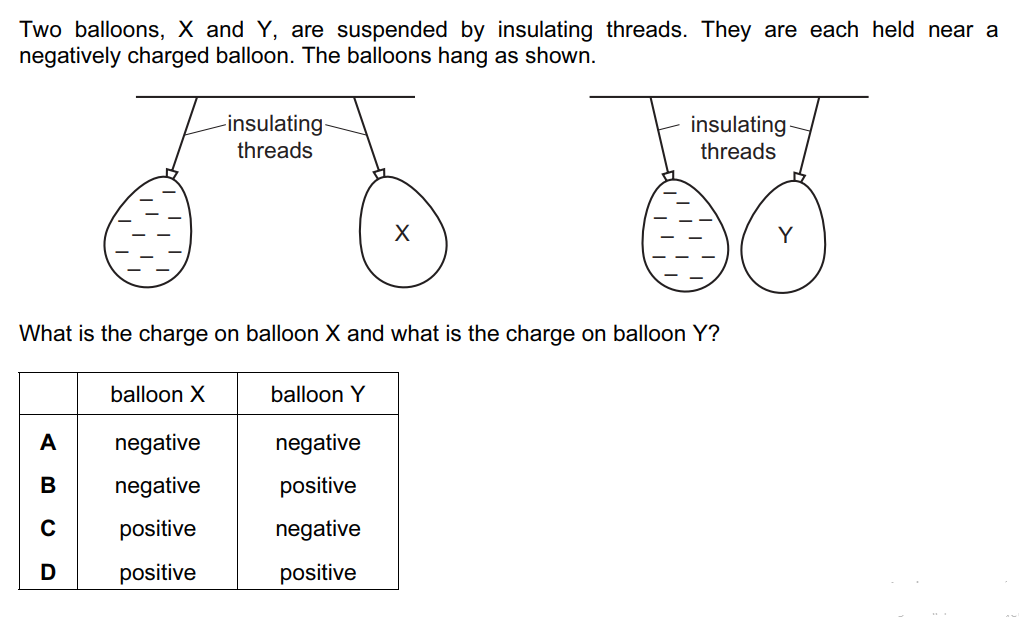 Two balloons, X and Y, are suspended by insulating threads. They are each held near a
negatively charged balloon. The balloons hang as shown.
insulating
threads
X
insulating
threads
Y
What is the charge on balloon X and what is the charge on balloon Y?
balloon X balloon Y
A negative negative
B negative positive
C positive negative
D positive positive